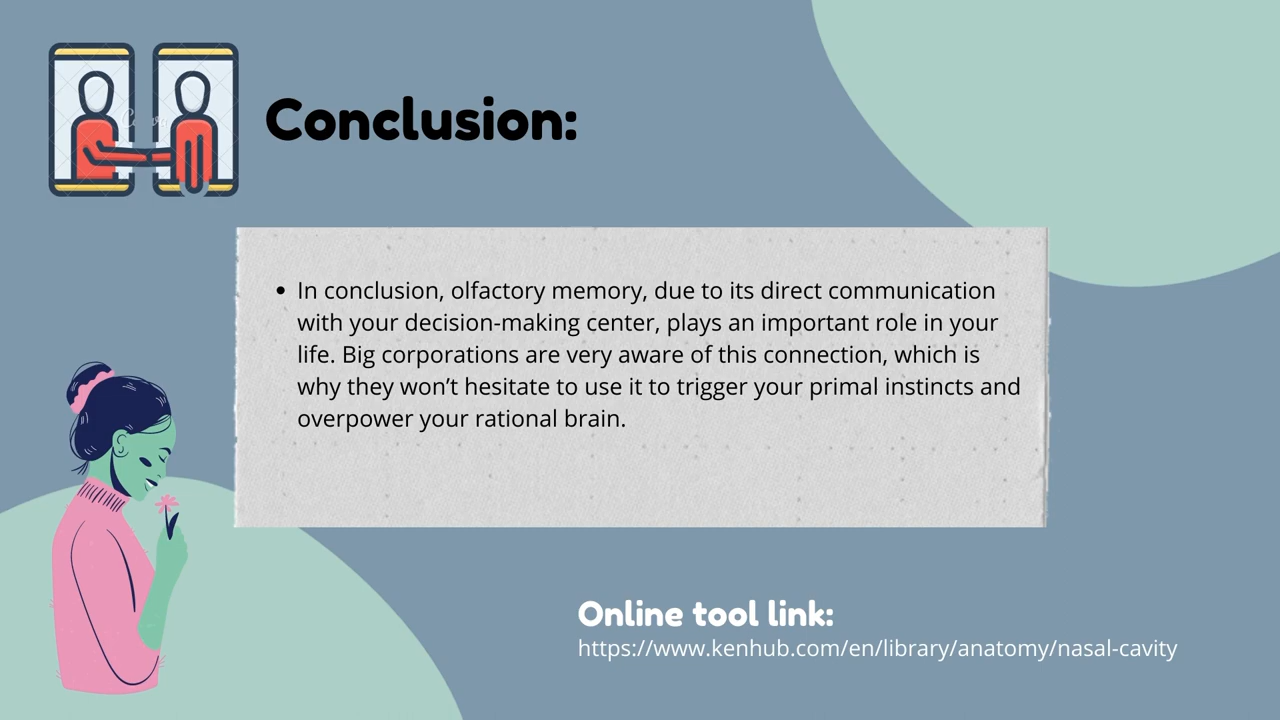 Conclusion:
• In conclusion, olfactory memory, due to its direct communication
with your decision-making center, plays an important role in your
life. Big corporations are very aware of this connection, which is
why they won’t hesitate to use it to trigger your primal instincts and
overpower your rational brain.
Online tool link:
https://www.kenhub.com/en/library/anatomy/nasal-cavity